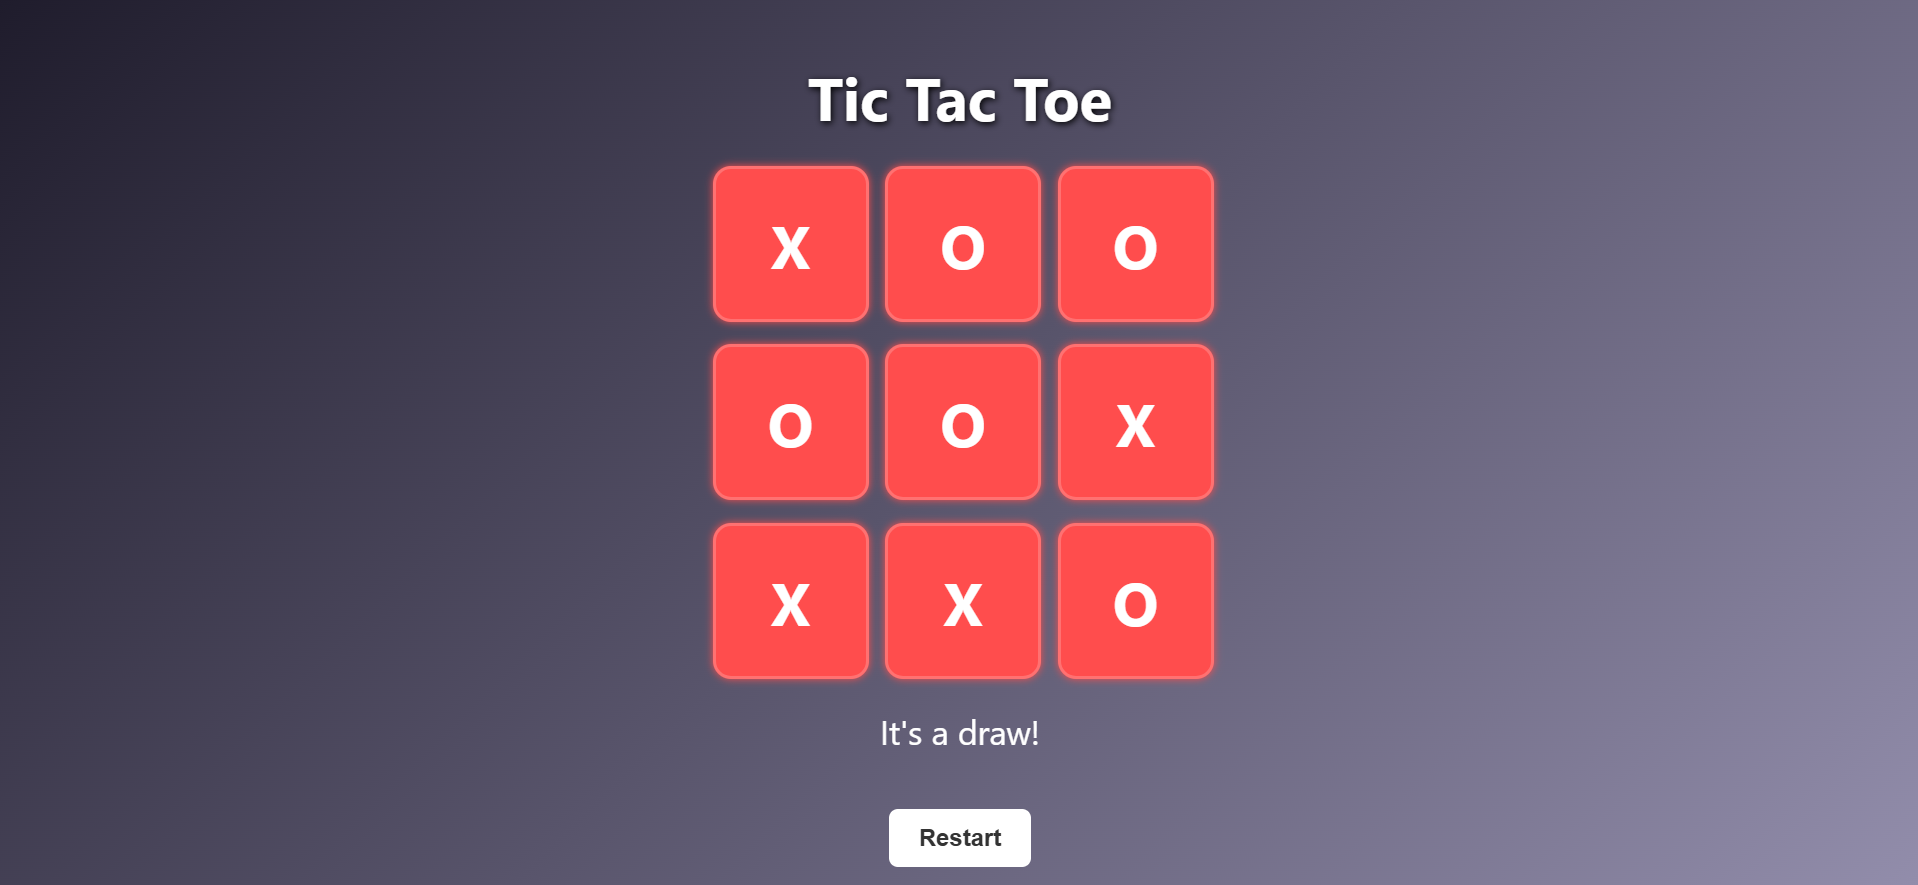 Tic Tac Toe
X O O
O O X
X X O
It's a draw!
Restart